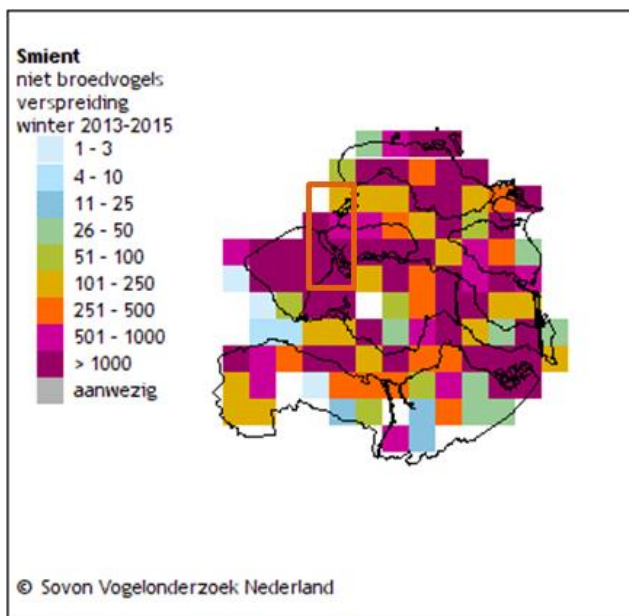 Smient
niet broedvogels
verspreiding
winter 2013-2015
1 - 3
4 - 10
11 - 25
26 - 50
51 - 100
101 - 250
251 - 500
501 - 1000
> 1000
aanwezig
© Sovon Vogelonderzoek Nederland